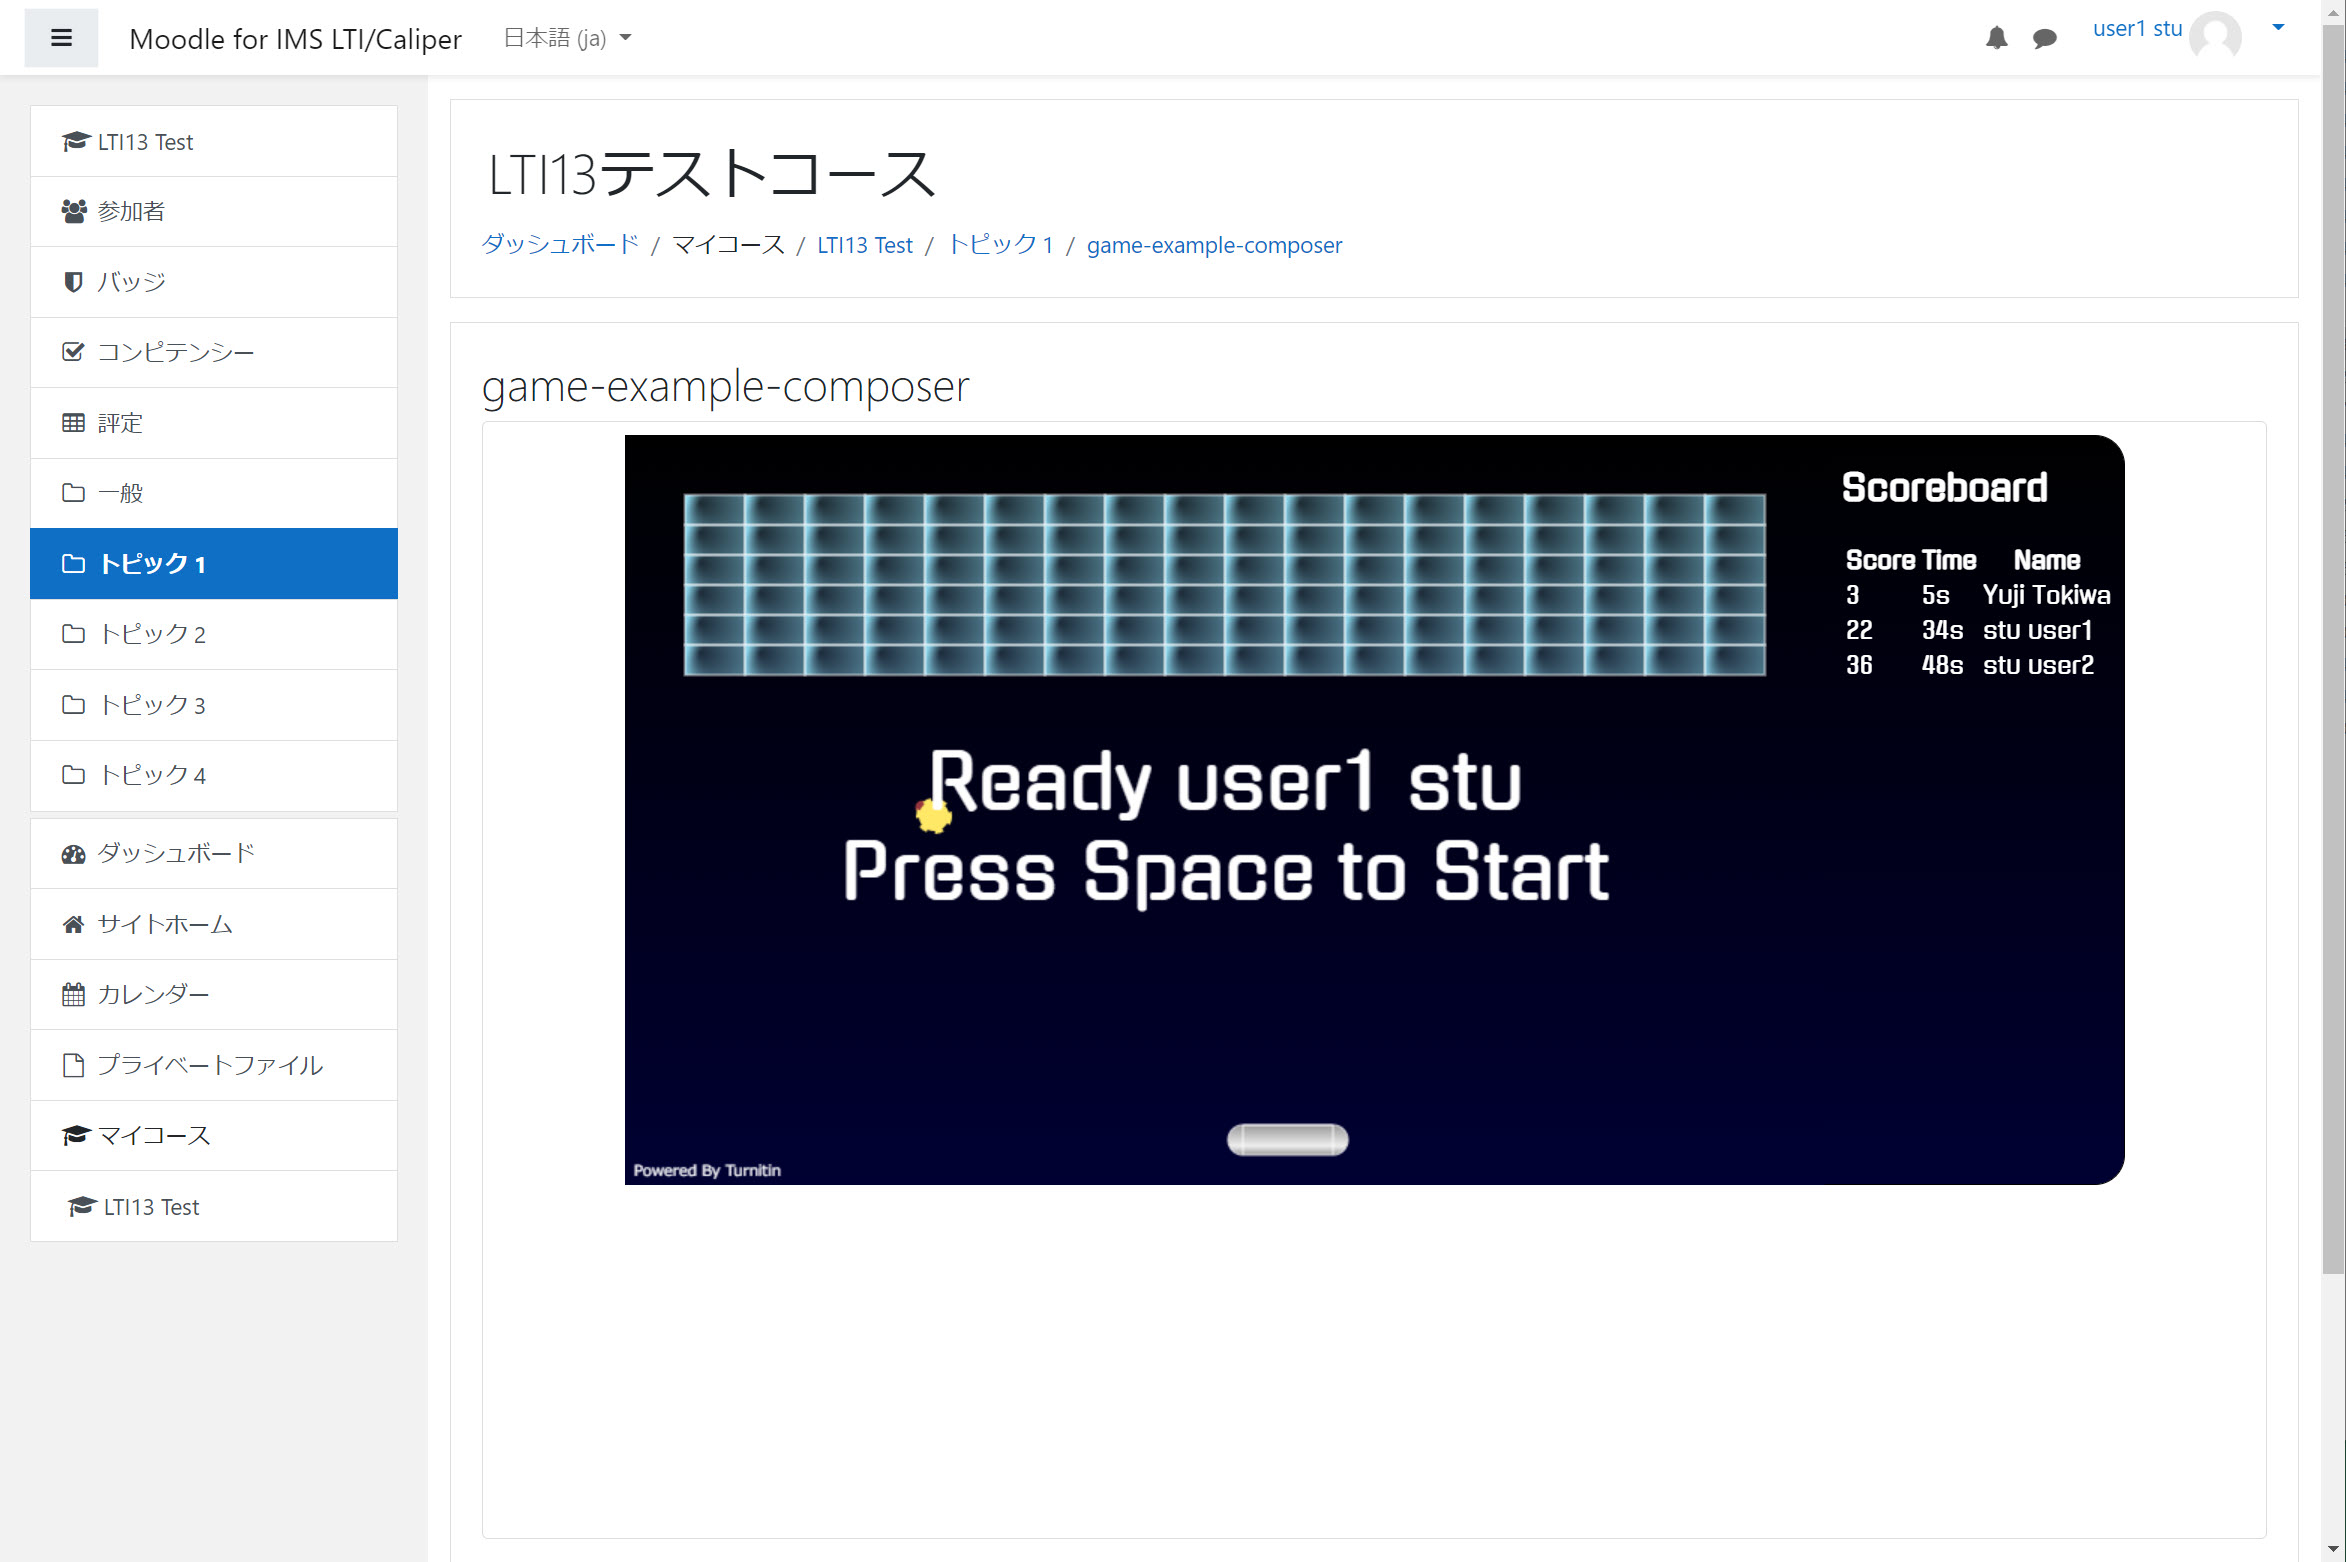 Moodle for IMS LTI/Caliper
日本語 (ja)
user1 stu
LTI13 Test
参加者
バッジ
コンピテンシー
評定
一般
トピック 1
トピック 2
トピック 3
トピック 4
ダッシュボード
サイトホーム
カレンダー
プライベートファイル
マイコース
LTI13 Test
LTI13テストコース
ダッシュボード / マイコース / LTI13 Test / トピック 1 / game-example-composer
game-example-composer
Scoreboard
Score Time Name
3 5s Yuji Tokiwa
22 34s stu user1
36 48s stu user2
Ready user1 stu
Press Space to Start
Powered By Turnitin